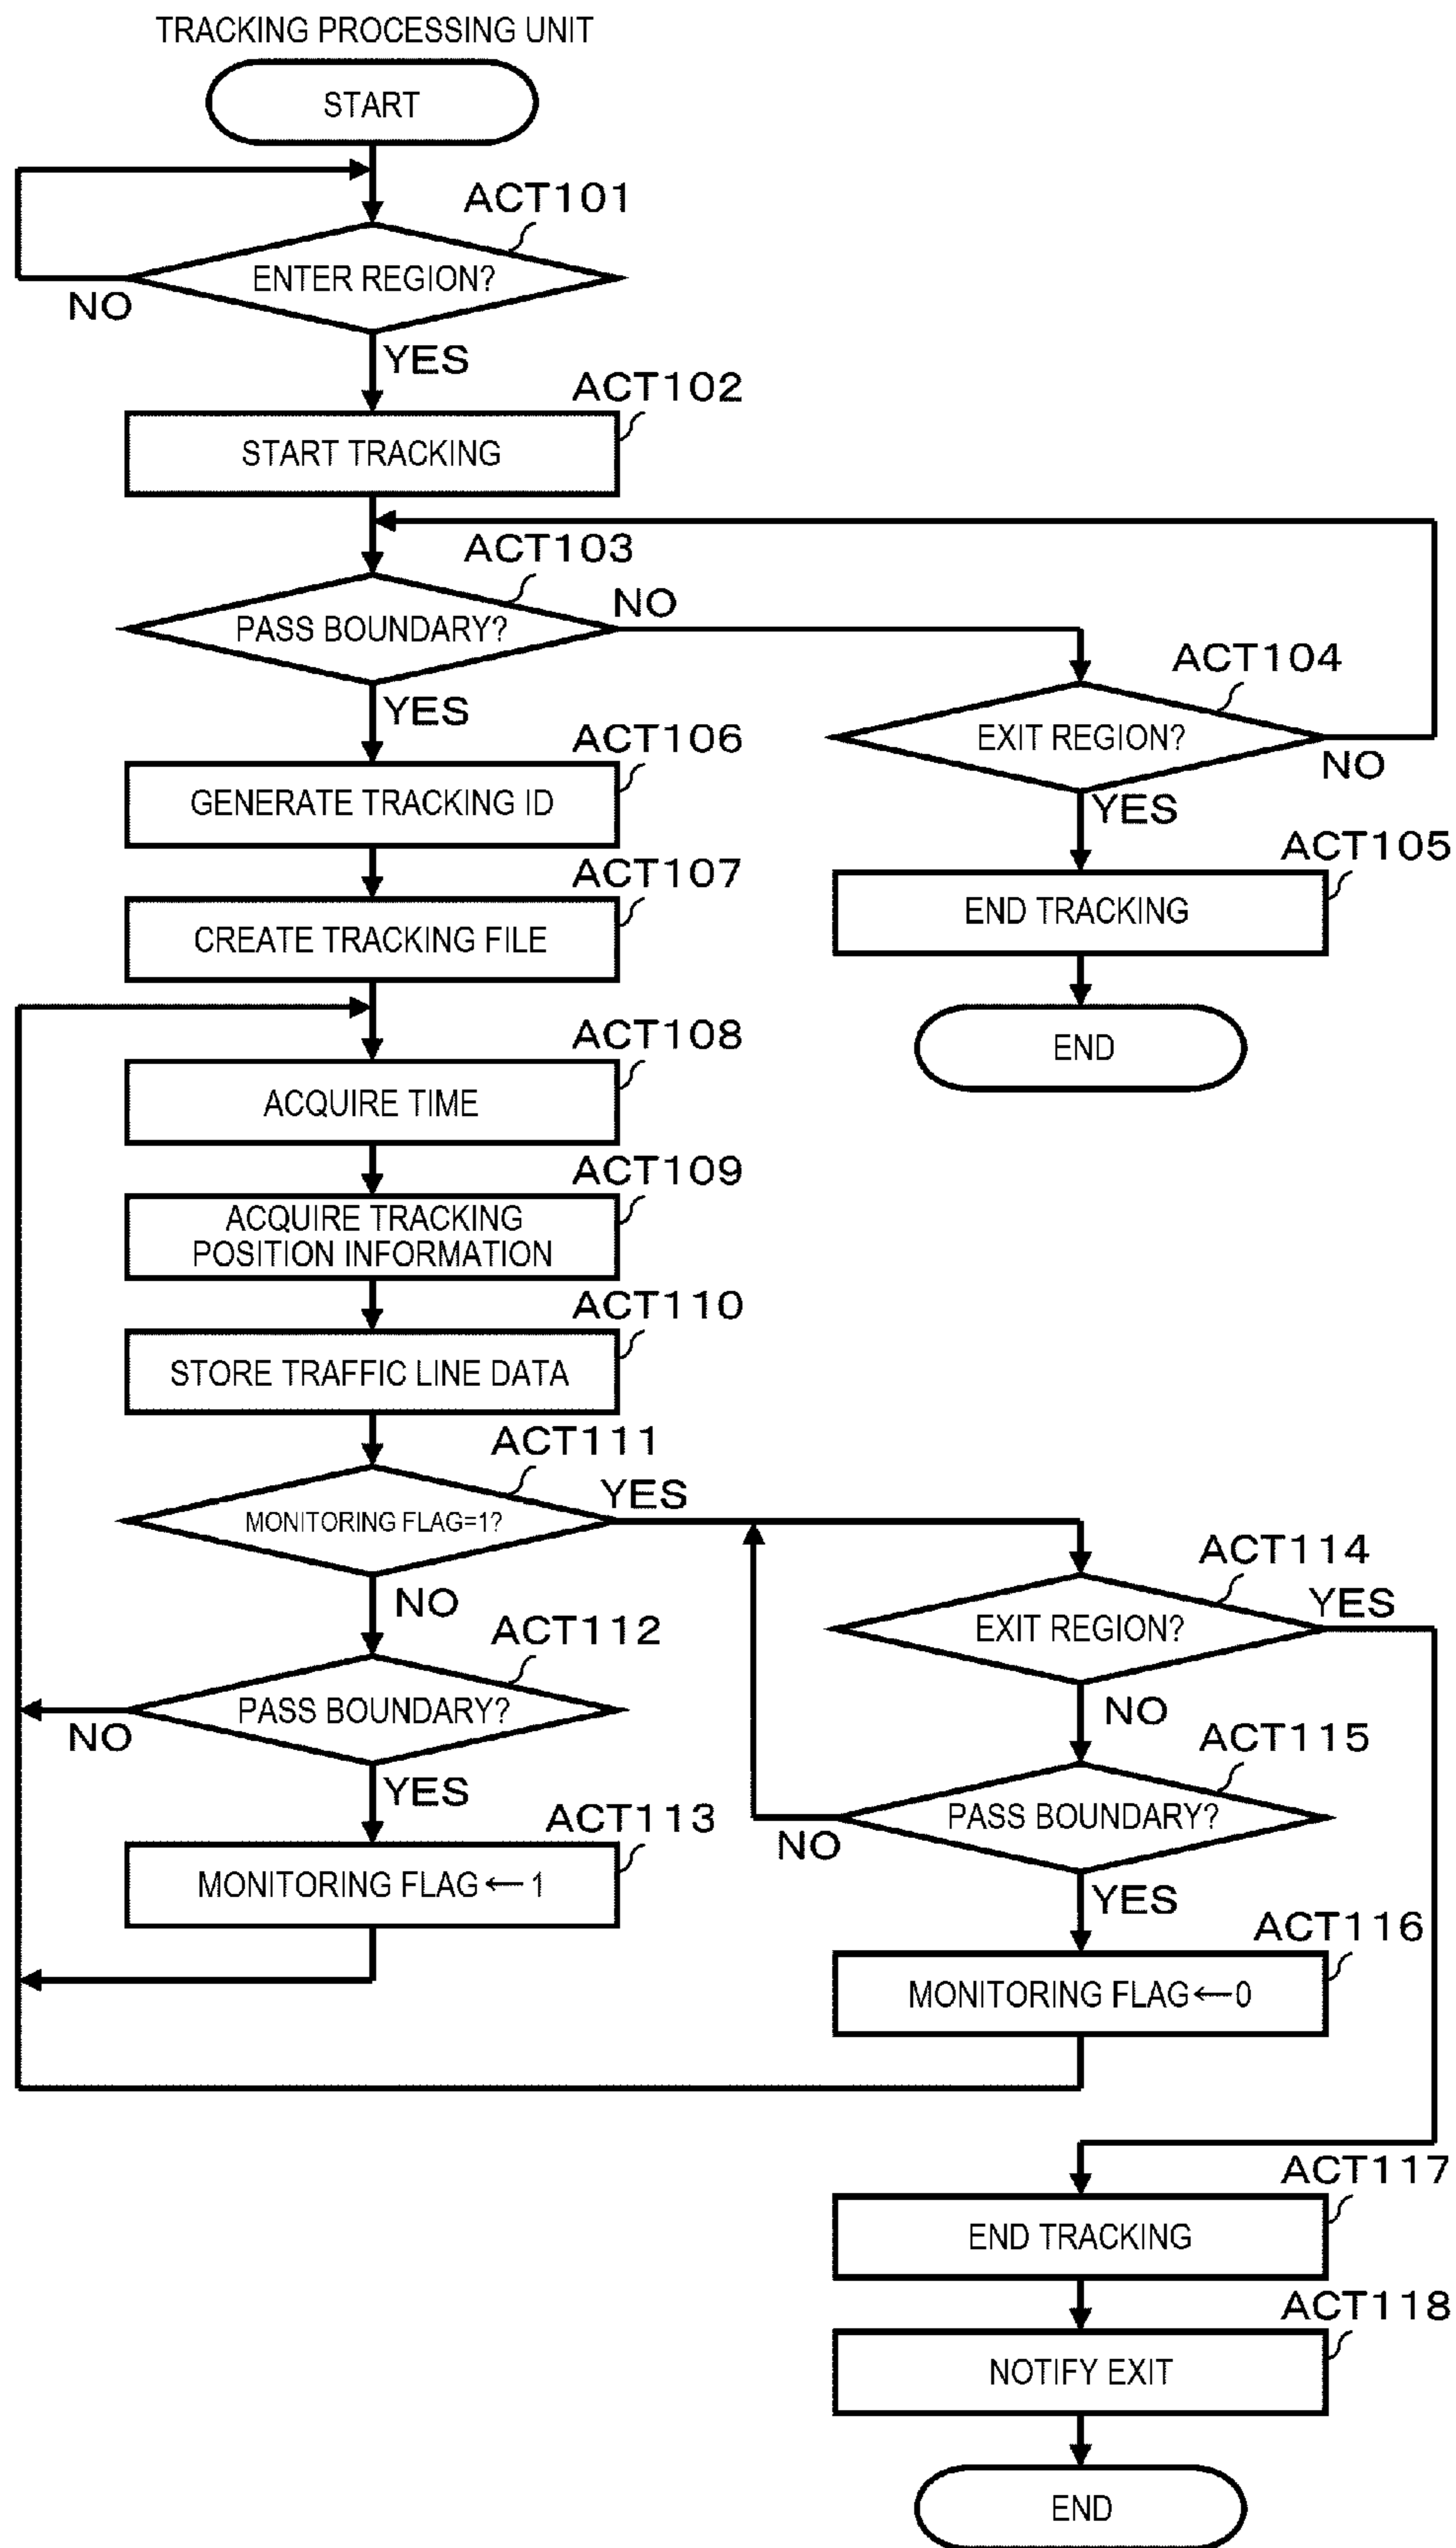 TRACKING PROCESSING UNIT
START
ACT101
ENTER REGION?
NO
YES
ACT102
START TRACKING
ACT103
PASS BOUNDARY?
NO
YES
ACT104
EXIT REGION?
NO
YES
ACT105
END TRACKING
END
ACT106
GENERATE TRACKING ID
ACT107
CREATE TRACKING FILE
ACT108
ACQUIRE TIME
ACT109
ACQUIRE TRACKING
POSITION INFORMATION
ACT110
STORE TRAFFIC LINE DATA
ACT111
MONITORING FLAG=1?
YES
NO
ACT112
PASS BOUNDARY?
NO
YES
ACT113
MONITORING FLAG←1
ACT114
EXIT REGION?
YES
NO
ACT115
PASS BOUNDARY?
NO
YES
ACT116
MONITORING FLAG←0
ACT117
END TRACKING
ACT118
NOTIFY EXIT
END